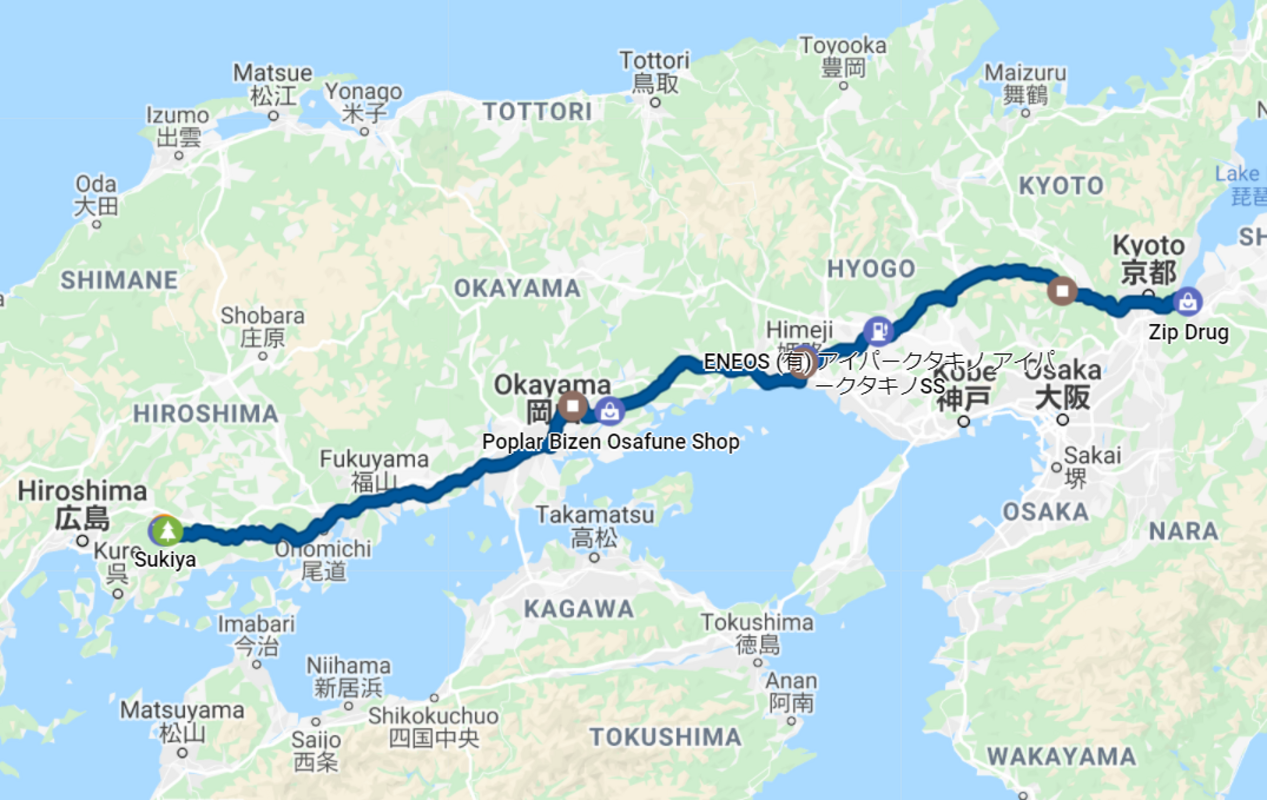 Toyooka
豊岡
Tottori
鳥取
Matsue
松江
Maizuru
舞鶴
Yonago
米子
TOTTORI
Izumo
出雲
Lake
琵琶
KYOTO
Oda
大田
Kyoto
京都
SH
HYOGO
SHIMANE
OKAYAMA
Zip Drug
Shobara
庄原
Himeji
ENEOS (有) アイパークタキノ アイパ
ークタキノSS
Kobe
神戸
Osaka
大阪
Okayama
岡
HIROSHIMA
Poplar Bizen Osafune Shop
Fukuyama
福山
Sakai
堺
Hiroshima
広島
OSAKA
Takamatsu
高松
NARA
Kure
呉
Sukiya
Onomichi
尾道
KAGAWA
Imabari
今治
Tokushima
徳島
Niihama
新居浜
Anan
阿南
Matsuyama
松山
Shikokuchuo
四国中央
Saijo
西条
TOKUSHIMA
WAKAYAMA